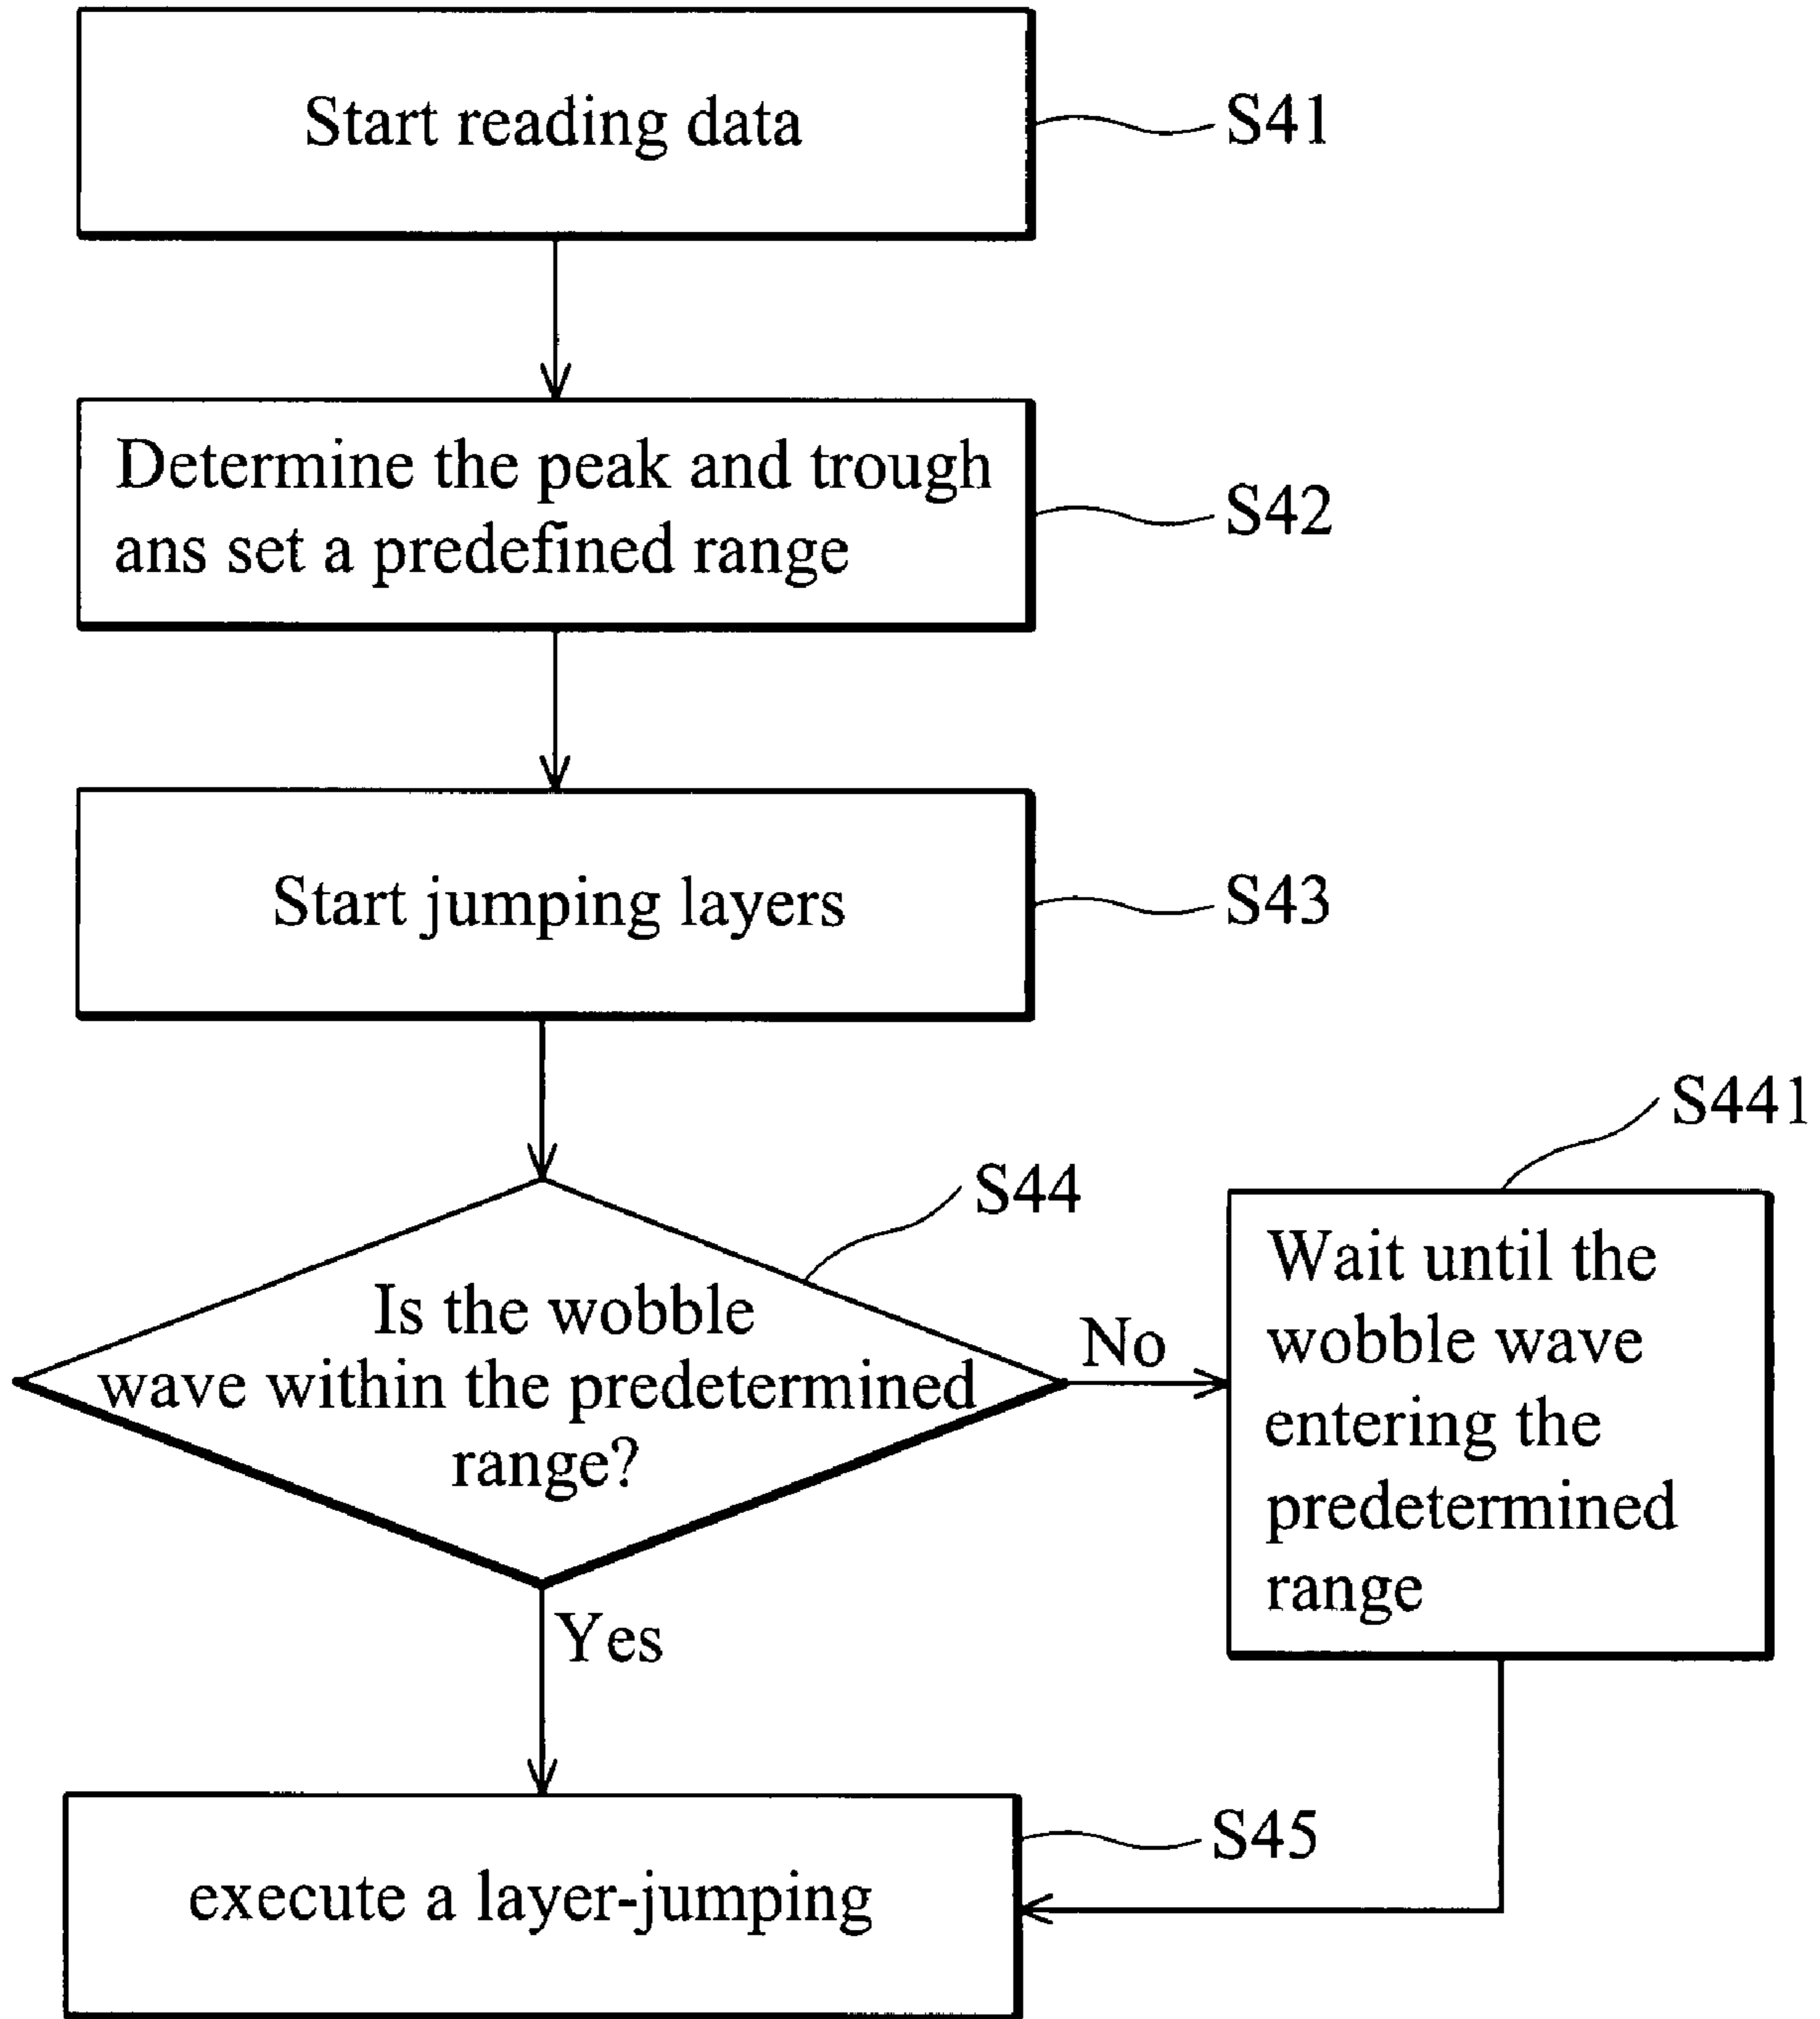 Start reading data
S41
Determine the peak and trough
ans set a predefined range
S42
Start jumping layers
S43
S44
Is the wobble
wave within the predetermined
range?
No
S441
Wait until the
wobble wave
entering the
predetermined
range
Yes
execute a layer-jumping
S45